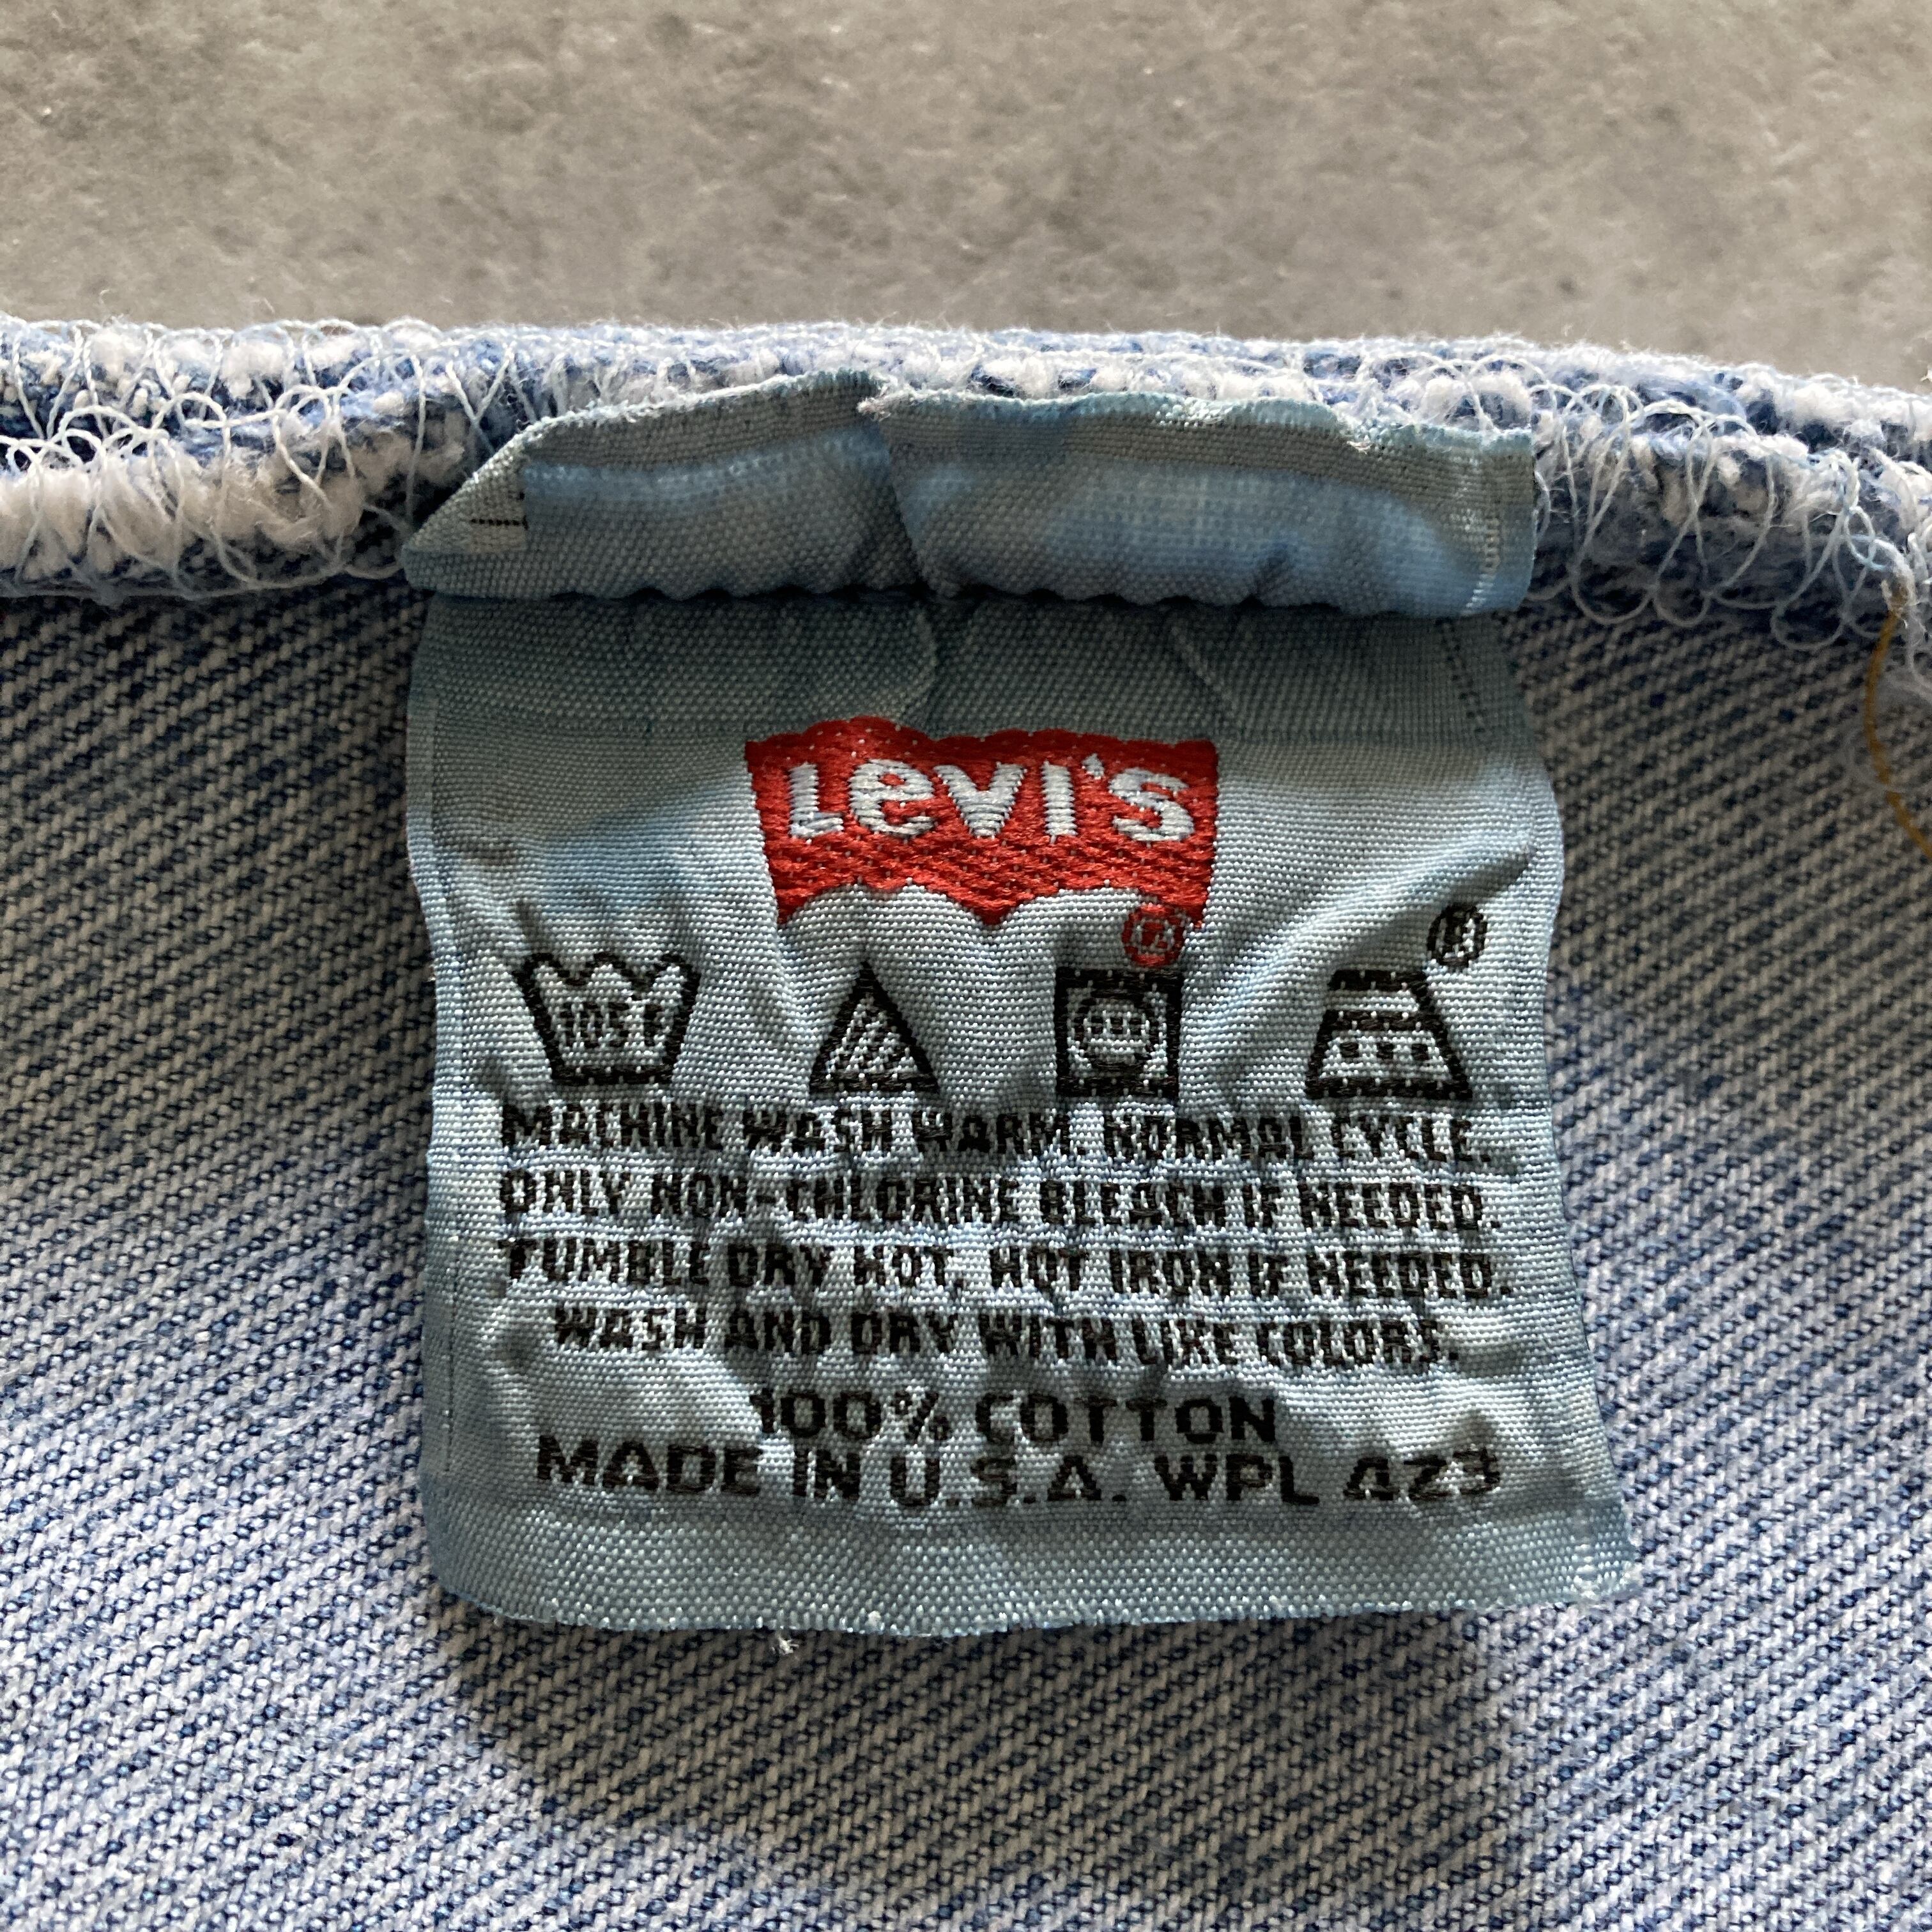 Levi's
®
®
105 F
MACHINE WASH WARM. NORMAL CYCLE.
ONLY NON-CHLORINE BLEACH IF NEEDED.
TUMBLE DRY HOT. HOT IRON IF NEEDED.
WASH AND DRY WITH LIKE COLORS.
100% COTTON
MADE IN U.S.A. WPL 423